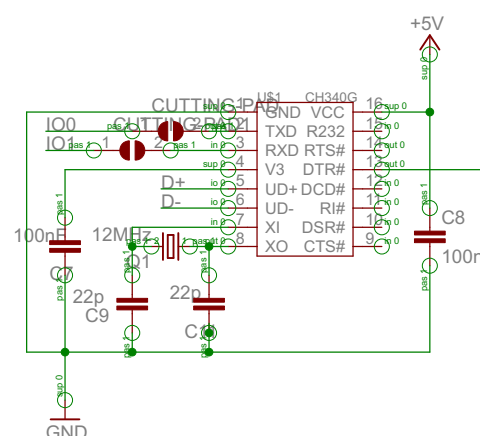 +5V
U$1 CH340G
CUTTING PAD
CUTTING PAD2
IO0
IO1
1 GND VCC 16
2 TXD R232 15
3 RXD RTS# 14
4 V3 DTR# 13
5 UD+ DCD# 12
6 UD- RI# 11
7 XI DSR# 10
8 XO CTS# 9
D+
D-
12MHz
Q1
100nF
C7
22p
C9
22p
C8
100n
GND